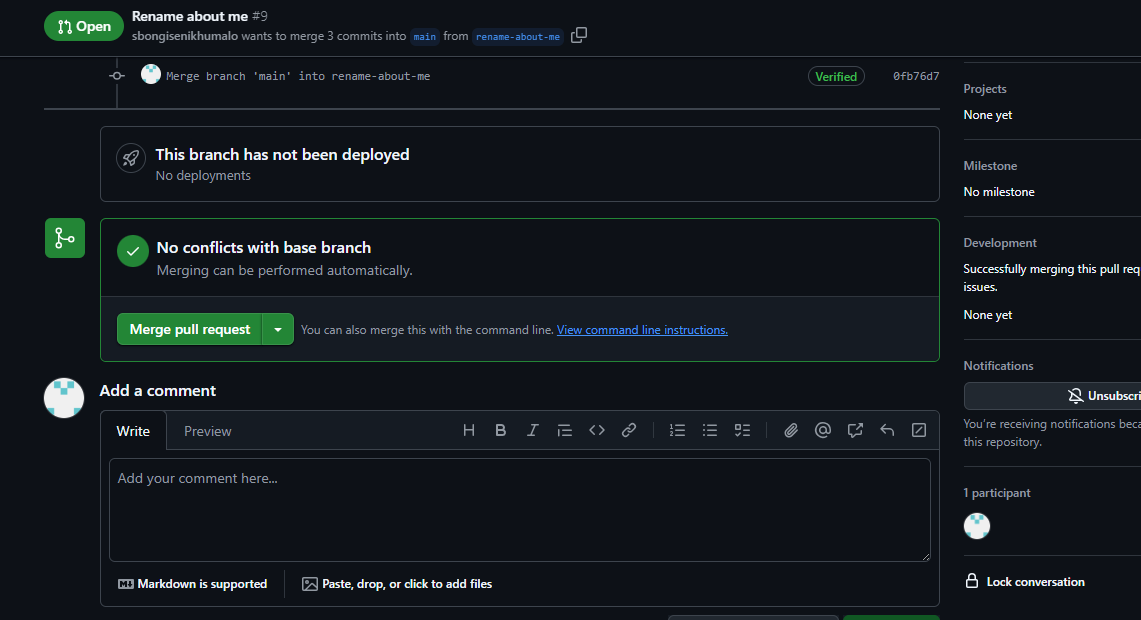 Open
Rename about me #9
sbongisenikhumalo wants to merge 3 commits into main from rename-about-me
Merge branch 'main' into rename-about-me
Verified
0fb76d7
This branch has not been deployed
No deployments
No conflicts with base branch
Merging can be performed automatically.
Merge pull request
You can also merge this with the command line. View command line instructions.
Add a comment
Write
Preview
Add your comment here...
Markdown is supported
Paste, drop, or click to add files
Projects
None yet
Milestone
No milestone
Development
Successfully merging this pull req
issues.
None yet
Notifications
Unsubscri
You're receiving notifications beca
this repository.
1 participant
Lock conversation